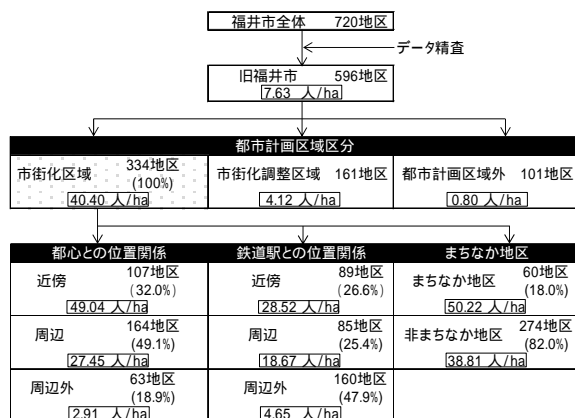 福井市全体 720地区
データ精査
旧福井市 596地区
7.63 人/ha
都市計画区域区分
市街化区域 334地区
(100%)
40.40 人/ha
市街化調整区域 161地区
4.12 人/ha
都市計画区域外 101地区
0.80 人/ha
都心との位置関係
近傍 107地区
(32.0%)
49.04 人/ha
周辺 164地区
(49.1%)
27.45 人/ha
周辺外 63地区
(18.9%)
2.91 人/ha
鉄道駅との位置関係
近傍 89地区
(26.6%)
28.52 人/ha
周辺 85地区
(25.4%)
18.67 人/ha
周辺外 160地区
(47.9%)
4.65 人/ha
まちなか地区
まちなか地区 60地区
(18.0%)
50.22 人/ha
非まちなか地区 274地区
(82.0%)
38.81 人/ha